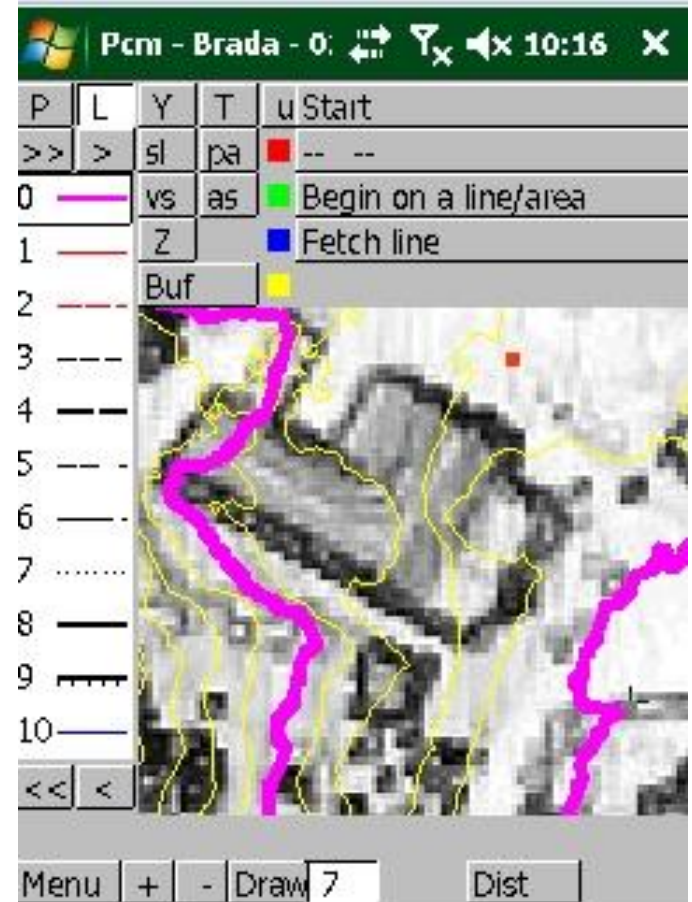 Pcm - Brada - 0: 10:16 X
P L Y T u Start
>> > sl pa -- --
0 vs as Begin on a line/area
1 Z Fetch line
2 Buf
3
4
5
6
7
8
9
10
<< <
Menu + - Draw 7 Dist